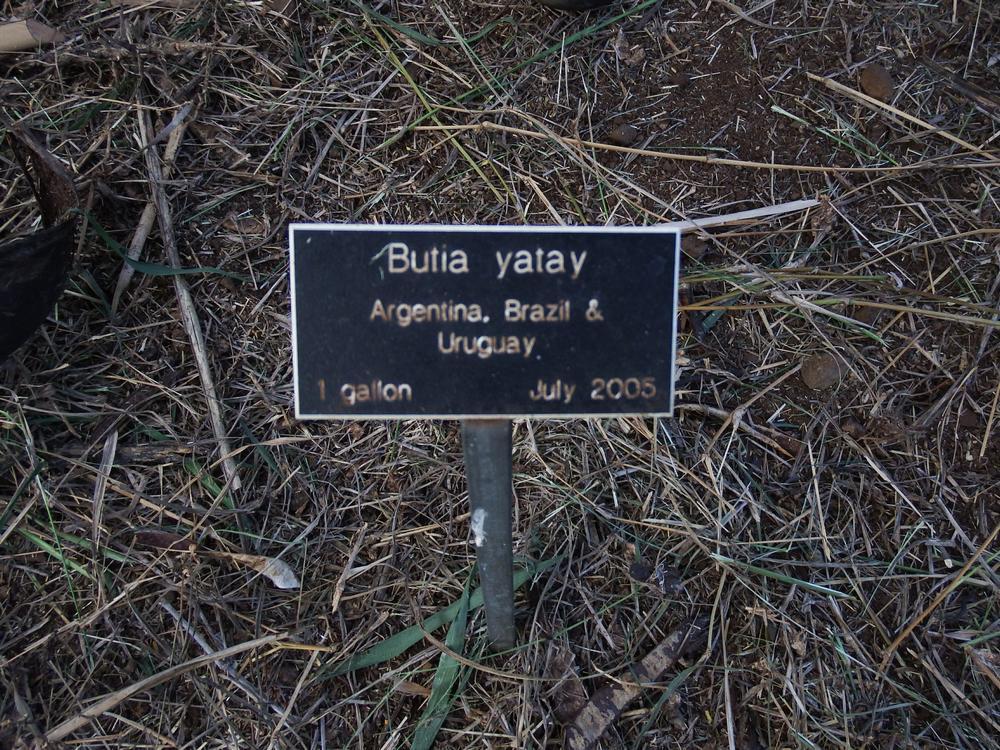 Butia yatay
Argentina, Brazil &
Uruguay
1 gallon July 2005